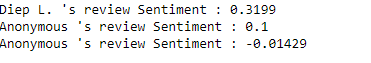 Diep L. 's review Sentiment : 0.3199
Anonymous 's review Sentiment : 0.1
Anonymous 's review Sentiment : -0.01429